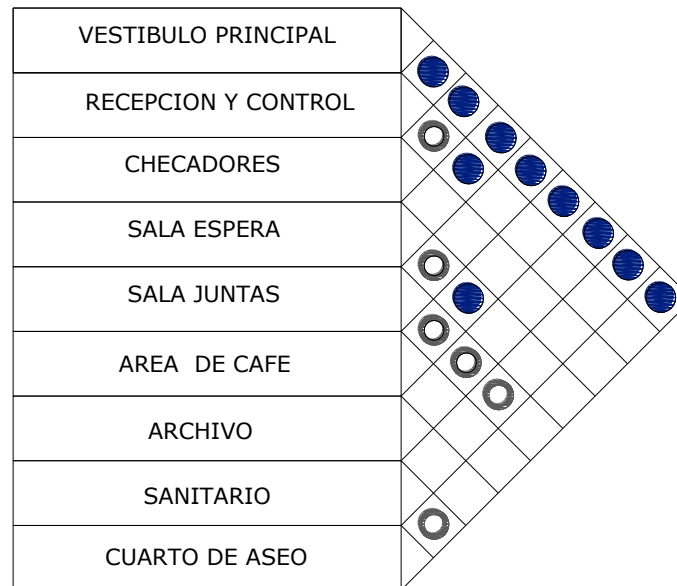 VESTIBULO PRINCIPAL
RECEPCION Y CONTROL
CHECADORES
SALA ESPERA
SALA JUNTAS
AREA DE CAFE
ARCHIVO
SANITARIO
CUARTO DE ASEO